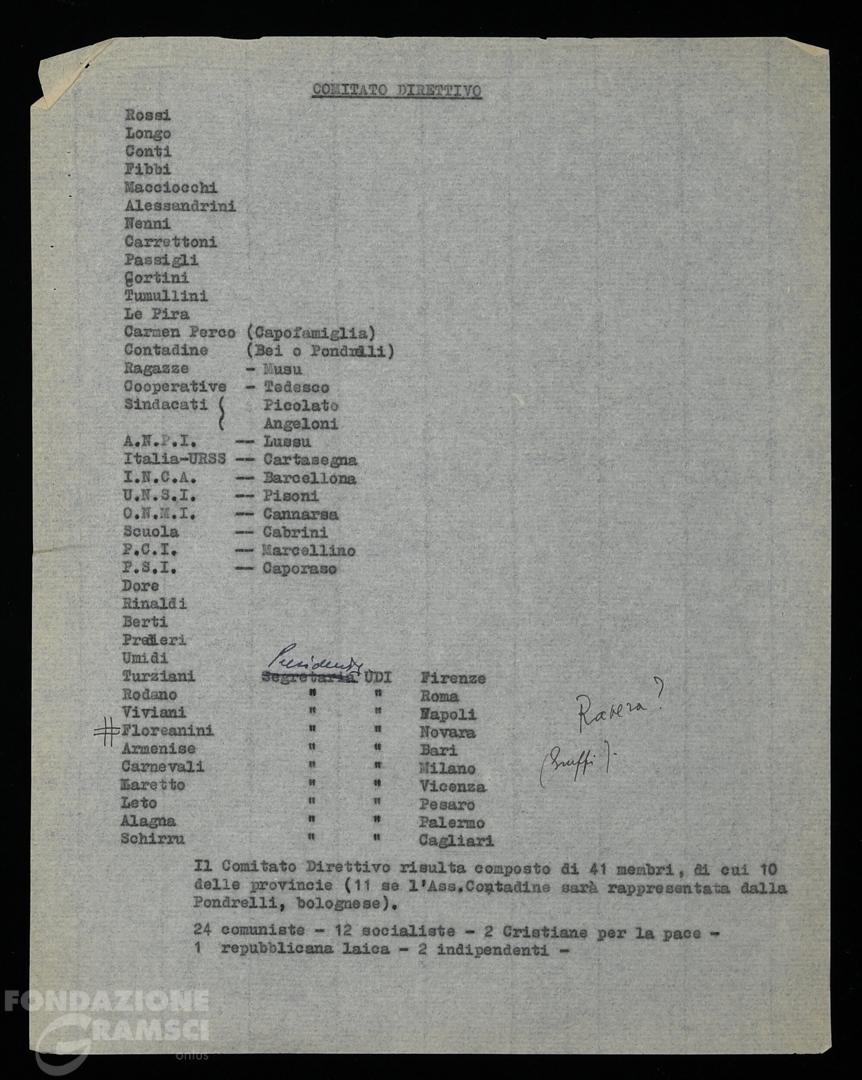 COMITATO DIRETTIVO
Rossi
Longo
Conti
Fibbi
Macciocchi
Alessandrini
Nenni
Carrettoni
Passigli
Cortini
Tumullini
Le Pira
Carmen Perco (Capofamiglia)
Contadine (Bei o Pondrelli)
Ragazze - Musu
Cooperative - Tedesco
Sindacati { Picolato
Angeloni
A.N.P.I. -- Lussu
Italia-URSS -- Cartasegna
I.N.C.A. -- Barcellona
U.N.S.I. -- Pisoni
O.N.M.I. -- Cannarsa
Scuola -- Cabrini
P.C.I. -- Marcellino
P.S.I. -- Caporaso
Dore
Rinaldi
Berti
Umidi
Presidente
Turziani Segretaria UDI Firenze
Rodano " " Roma
Viviani " " Napoli
Ravera?
# Floreanini " " Novara
Armenise " " Bari
Carnevali " " Milano
Maretto " " Vicenza
Leto " " Pesaro
Alagna " " Palermo
Schirru " " Cagliari
Il Comitato Direttivo risulta composto di 41 membri, di cui 10
delle provincie (11 se l'Ass.Contadine sarà rappresentata dalla
Pondrelli, bolognese).
24 comuniste - 12 socialiste - 2 Cristiane per la pace -
1 repubblicana laica - 2 indipendenti -
FONDAZIONE
GRAMSCI
onlus